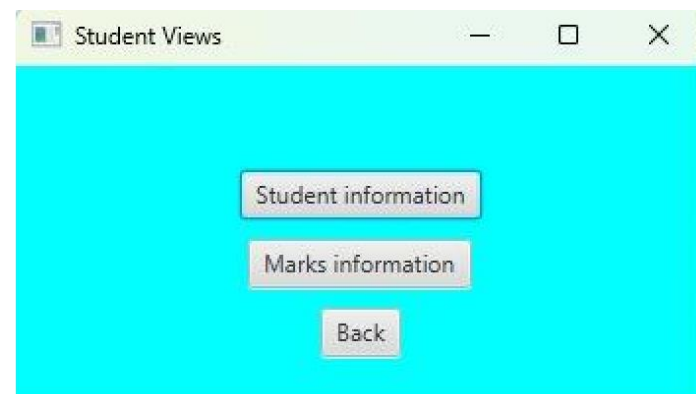 Student Views
Student information
Marks information
Back